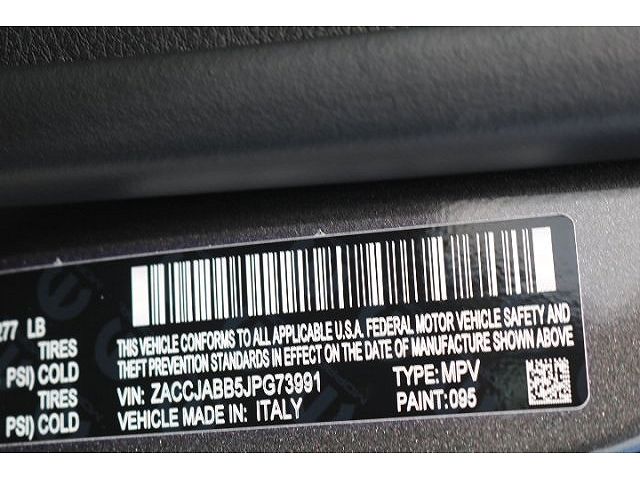 277 LB
TIRES
PSI) COLD
TIRES
PSI) COLD
THIS VEHICLE CONFORMS TO ALL APPLICABLE U.S.A. FEDERAL MOTOR VEHICLE SAFETY AND
THEFT PREVENTION STANDARDS IN EFFECT ON THE DATE OF MANUFACTURE SHOWN ABOVE
VIN: ZACCJABB5JPG73991 TYPE: MPV
VEHICLE MADE IN: ITALY PAINT: 095